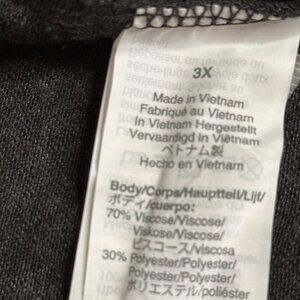 3X
Made in Vietnam
Fabriqué au Vietnam
In Vietnam Hergestellt
Vervaardigd in Viëtnam
ベトナム製
Hecho en Vietnam
Body/Corps/Hauptteil/Lijf/
ボディ/cuerpo:
70% Viscose/Viscose/
Viskose/Viscose/
ビスコース/viscosa
30% Polyester/Polyester/
Polyester/Polyester/
ポリエステル/poliéster